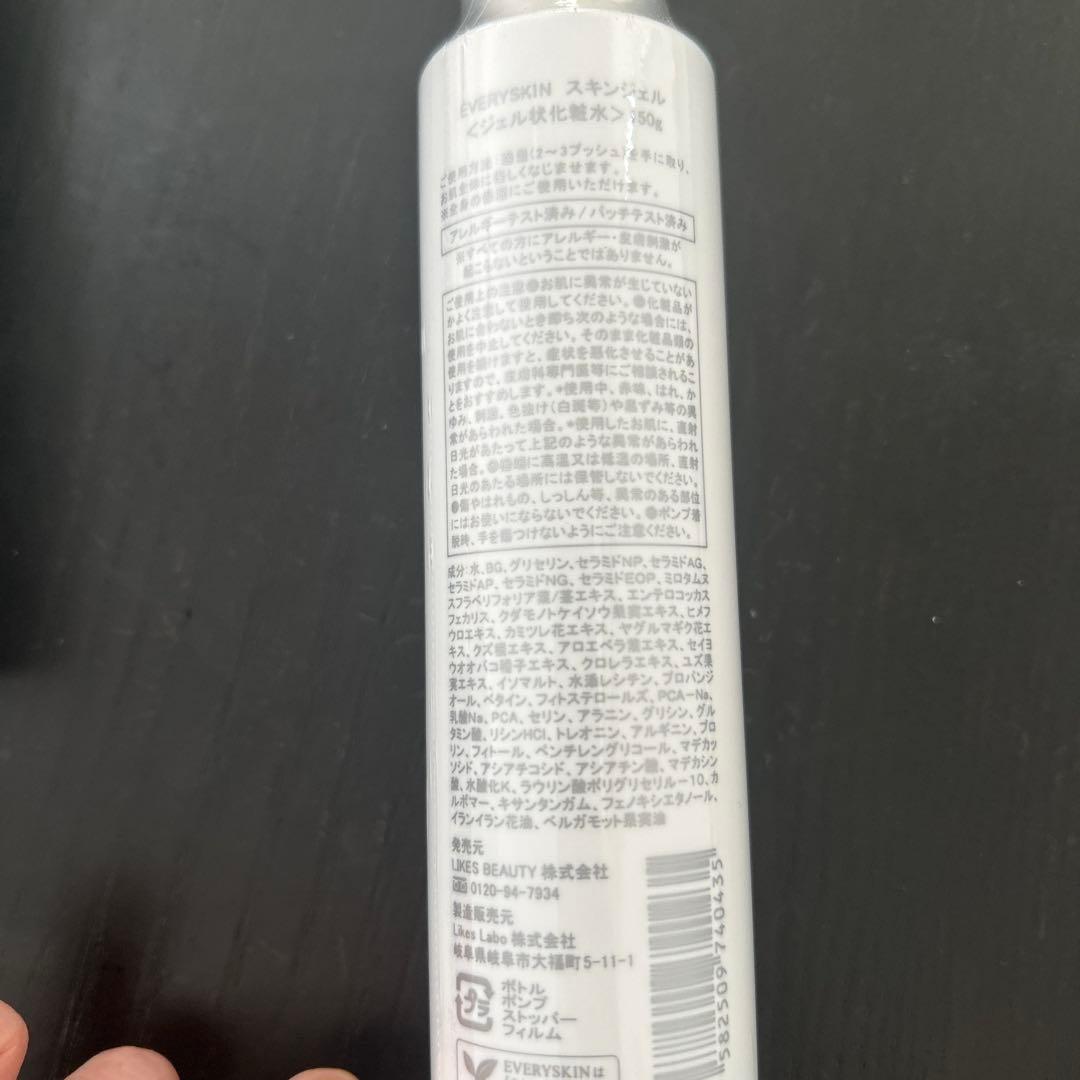 EVERYSKIN スキンジェル
<ジェル状化粧水> 150g
ご使用方法：適量(2～3プッシュ)を手に取り、
お肌全体に優しくなじませます。
※全身の保湿にご使用いただけます。
アレルギーテスト済み / パッチテスト済み
※すべての方にアレルギー・皮膚刺激が
起こらないということではありません。
ご使用上の注意●お肌に異常が生じていない
かよく注意して使用してください。●化粧品が
お肌に合わないとき即ち次のような場合には、
使用を中止してください。そのまま化粧品類の
使用を続けますと、症状を悪化させることがあ
りますので、皮膚科専門医等にご相談されるこ
とをおすすめします。*使用中、赤味、はれ、か
ゆみ、刺激、色抜け(白斑等)や黒ずみ等の異
常があらわれた場合。*使用したお肌に、直射
日光があたって上記のような異常があらわれ
た場合。●極端に高温又は低温の場所、直射
日光のあたる場所には保管しないでください。
●傷やはれもの、しっしん等、異常のある部位
にはお使いにならないでください。●ポンプ着
脱時、手を傷つけないようにご注意ください。
成分：水、BG、グリセリン、セラミドNP、セラミドAG、
セラミドAP、セラミドNG、セラミドEOP、ミロタムヌ
スフラベリフォリア葉/茎エキス、エンテロコッカス
フェカリス、クダモノトケイソウ果実エキス、ヒメフ
ウロエキス、カミツレ花エキス、ヤグルマギク花エ
キス、クズ根エキス、アロエベラ葉エキス、セイヨ
ウオオバコ種子エキス、クロレラエキス、ユズ果
実エキス、イソマルト、水添レシチン、プロパンジ
オール、ベタイン、フィトステロールズ、PCA-Na、
乳酸Na、PCA、セリン、アラニン、グリシン、グル
タミン酸、リシンHCl、トレオニン、アルギニン、プロ
リン、フィトール、ペンチレングリコール、マデカッ
ソシド、アシアチコシド、アシアチン酸、マデカシン
酸、水酸化K、ラウリン酸ポリグリセリル-10、カ
ルボマー、キサンタンガム、フェノキシエタノール、
イランイラン花油、ベルガモット果実油
発売元
LIKES BEAUTY 株式会社
0120-94-7934
製造販売元
Likes Labo 株式会社
岐阜県岐阜市大福町5-11-1
プラ
ボトル
ポンプ
ストッパー
フィルム
582509 740435
EVERYSKINは